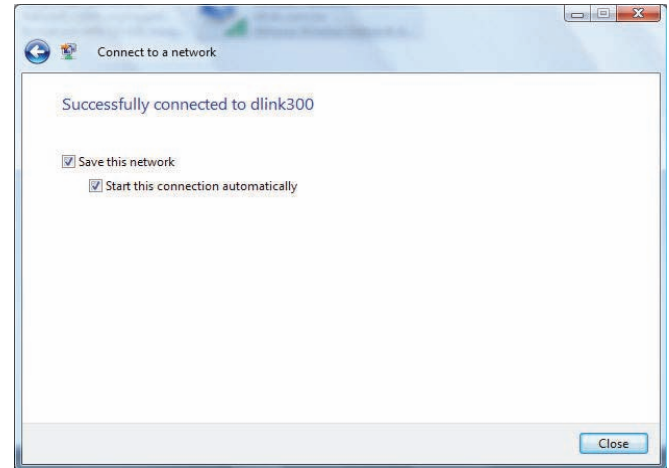 Connect to a network
Successfully connected to dlink300
Save this network
Start this connection automatically
Close